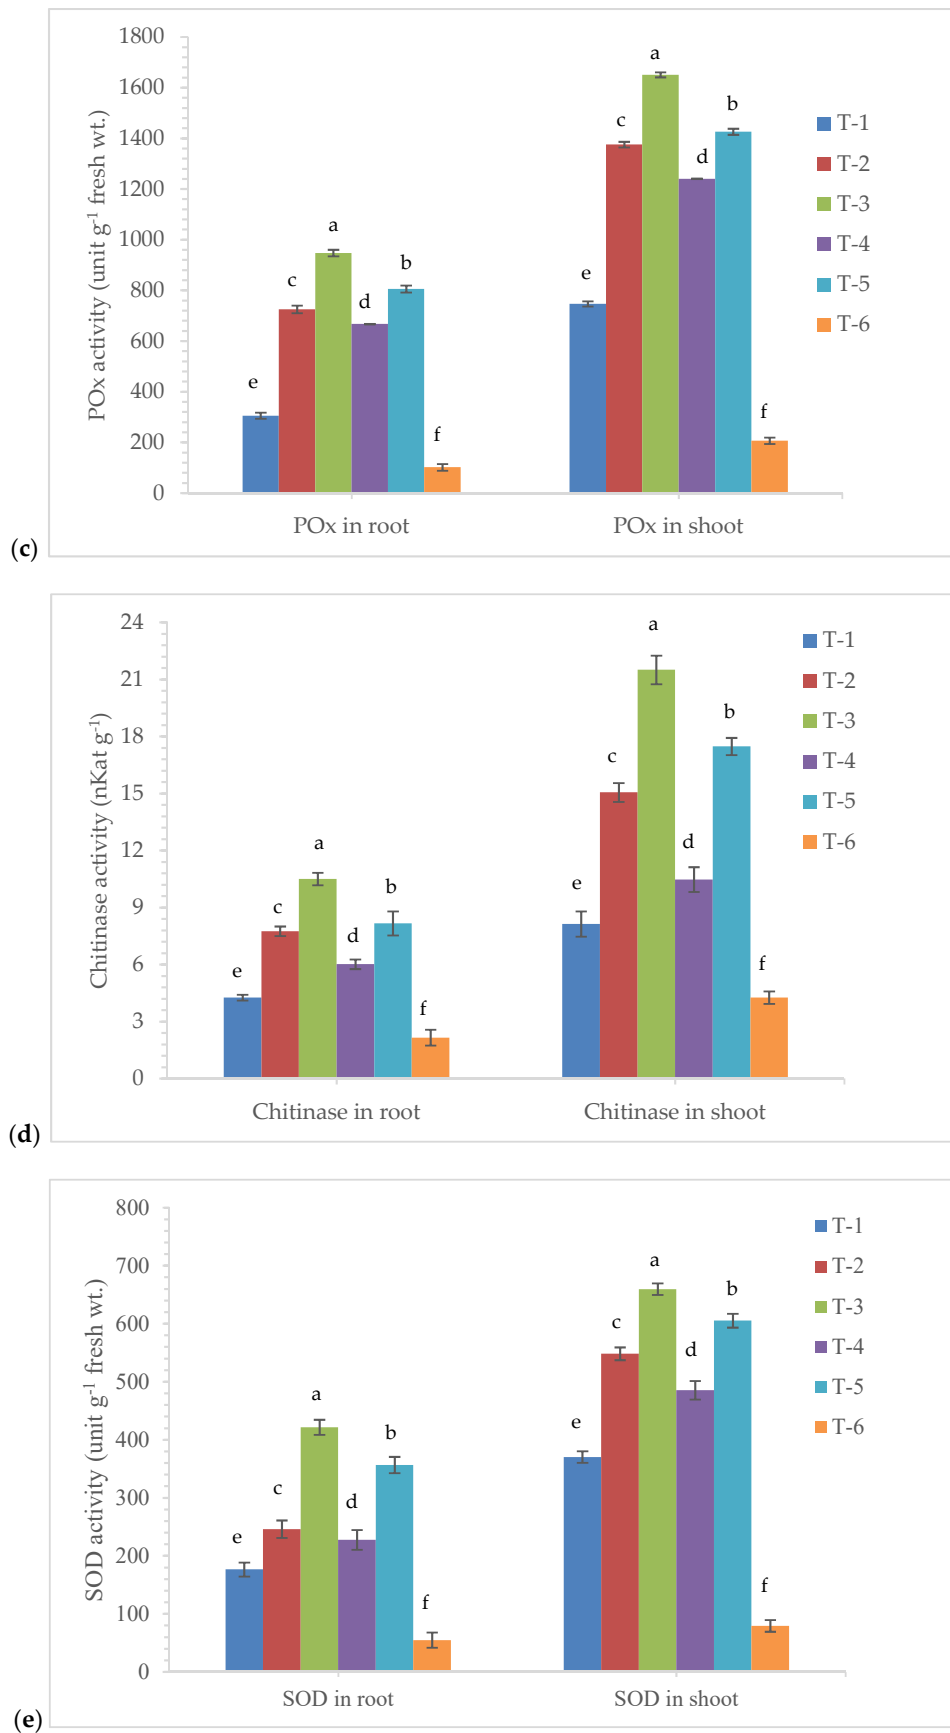 1800
1600
1400
1200
1000
800
600
400
200
0
POx activity (unit g⁻¹ fresh wt.)
e
c
a
d
b
f
e
c
a
d
b
f
POx in root
POx in shoot
T-1
T-2
T-3
T-4
T-5
T-6
(c)
24
21
18
15
12
9
6
3
0
Chitinase activity (nKat g⁻¹)
e
c
a
d
b
f
e
c
a
d
b
f
Chitinase in root
Chitinase in shoot
T-1
T-2
T-3
T-4
T-5
T-6
(d)
800
700
600
500
400
300
200
100
0
SOD activity (unit g⁻¹ fresh wt.)
e
c
a
d
b
f
e
c
a
d
b
f
SOD in root
SOD in shoot
T-1
T-2
T-3
T-4
T-5
T-6
(e)